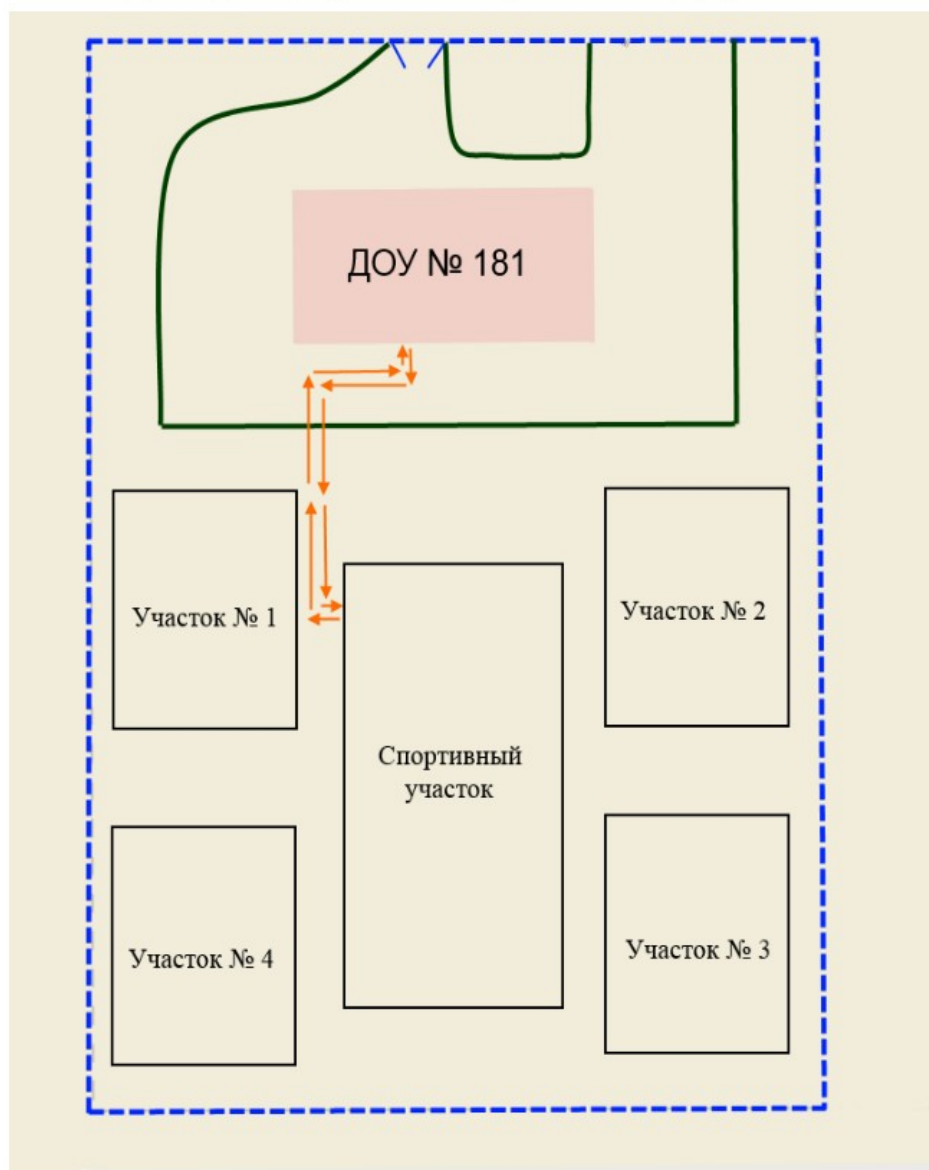 ДОУ № 181
Участок № 1
Участок № 2
Спортивный
участок
Участок № 4
Участок № 3